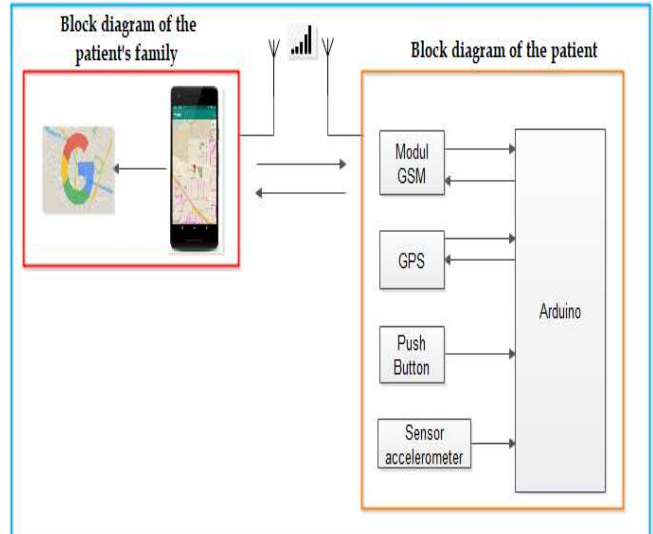 Block diagram of the
patient's family
Block diagram of the patient
Modul
GSM
GPS
Push
Button
Sensor
accelerometer
Arduino